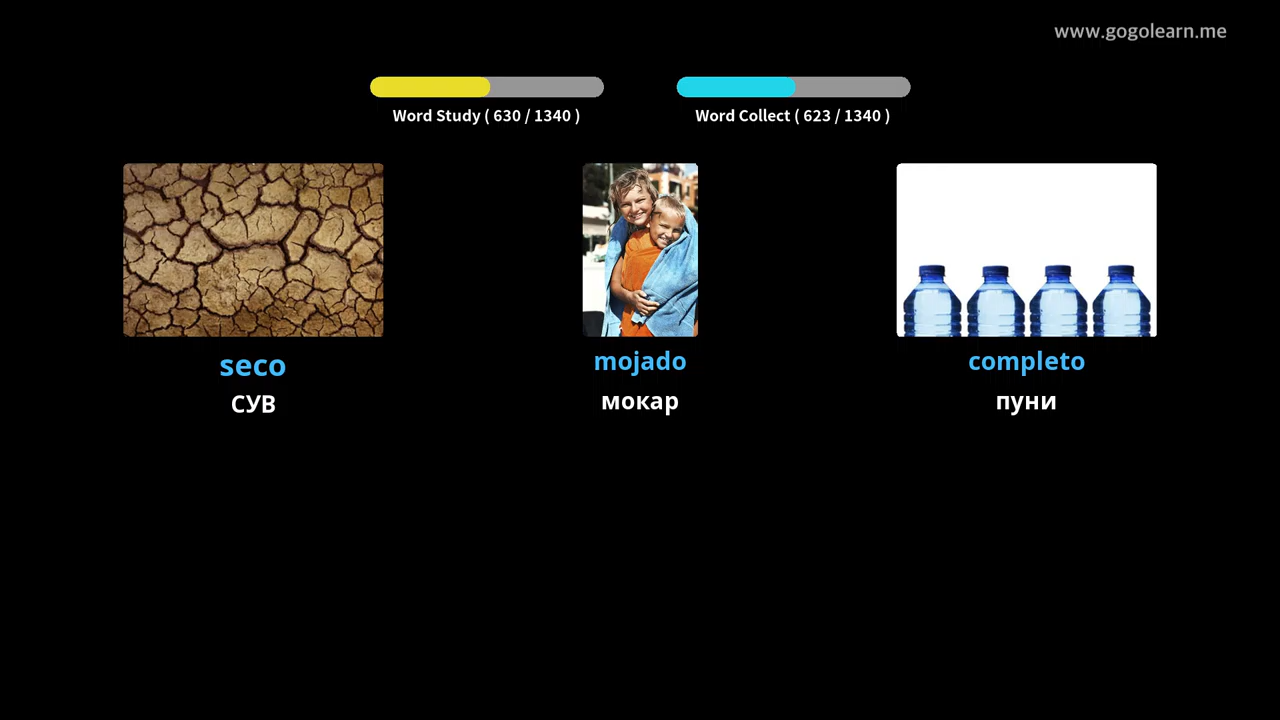 www.gogolearn.me
Word Study ( 630 / 1340 )
Word Collect ( 623 / 1340 )
seco
mojado
completo
СУВ
мокар
пуни